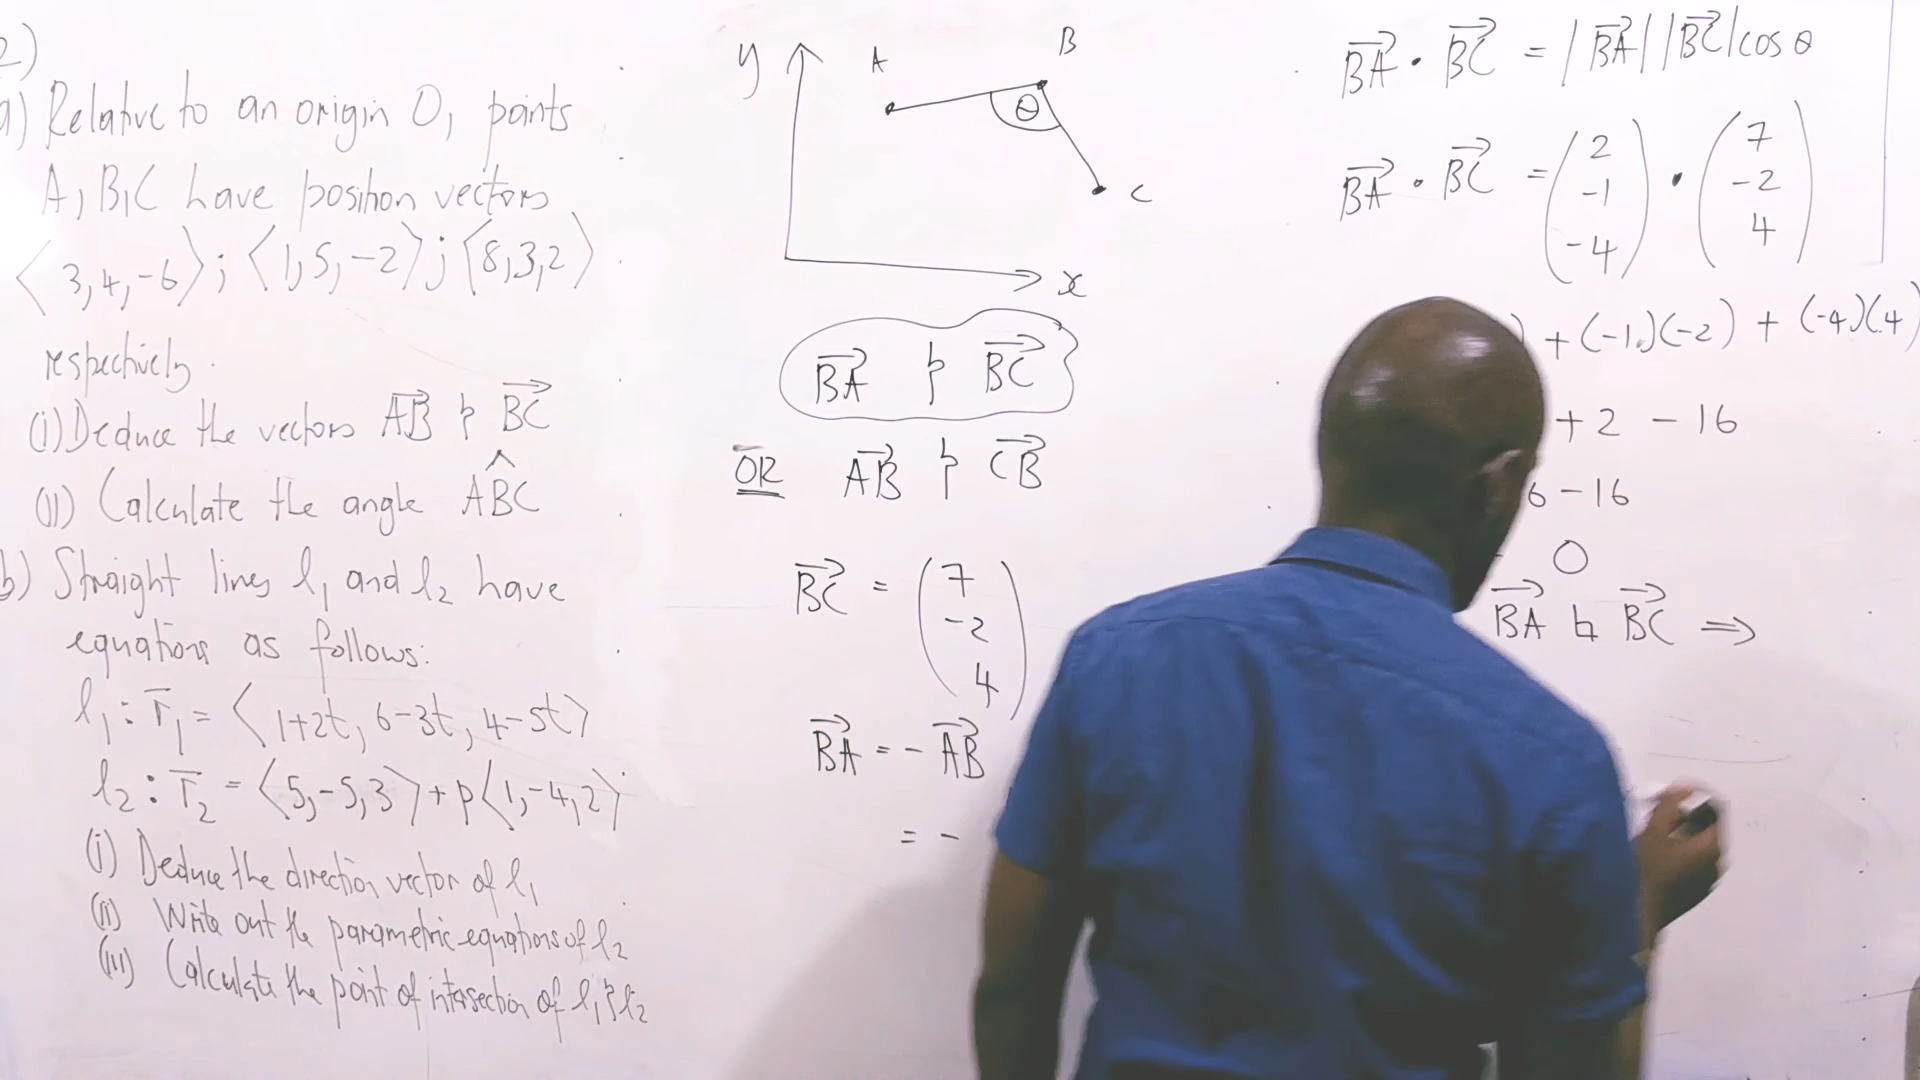 2)
a) Relative to an origin O, points
A, B, C have position vectors
⟨3,4,-6⟩; ⟨1,5,-2⟩; ⟨8,3,2⟩
respectively.
(i) Deduce the vectors AB⃗ & BC⃗
(ii) Calculate the angle AB̂C
b) Straight lines l₁ and l₂ have
equations as follows:
l₁: r̄₁ = ⟨1+2t, 6-3t, 4-5t⟩
l₂: r̄₂ = ⟨5,-5,3⟩ + p⟨1,-4,2⟩
(i) Deduce the direction vector of l₁
(ii) Write out the parametric equations of l₂
(iii) Calculate the point of intersection of l₁ & l₂
y
A
B
θ
C
x
BA⃗ & BC⃗
OR AB⃗ & CB⃗
BC⃗ = (7
-2
4)
BA⃗ = - AB⃗
= -
BA⃗ · BC⃗ = |BA⃗| |BC⃗| cos θ
BA⃗ · BC⃗ = (2 -1 -4) · (7 -2 4)
) + (-1)(-2) + (-4)(4)
+ 2 - 16
6 - 16
0
BA⃗ & BC⃗ ⇒